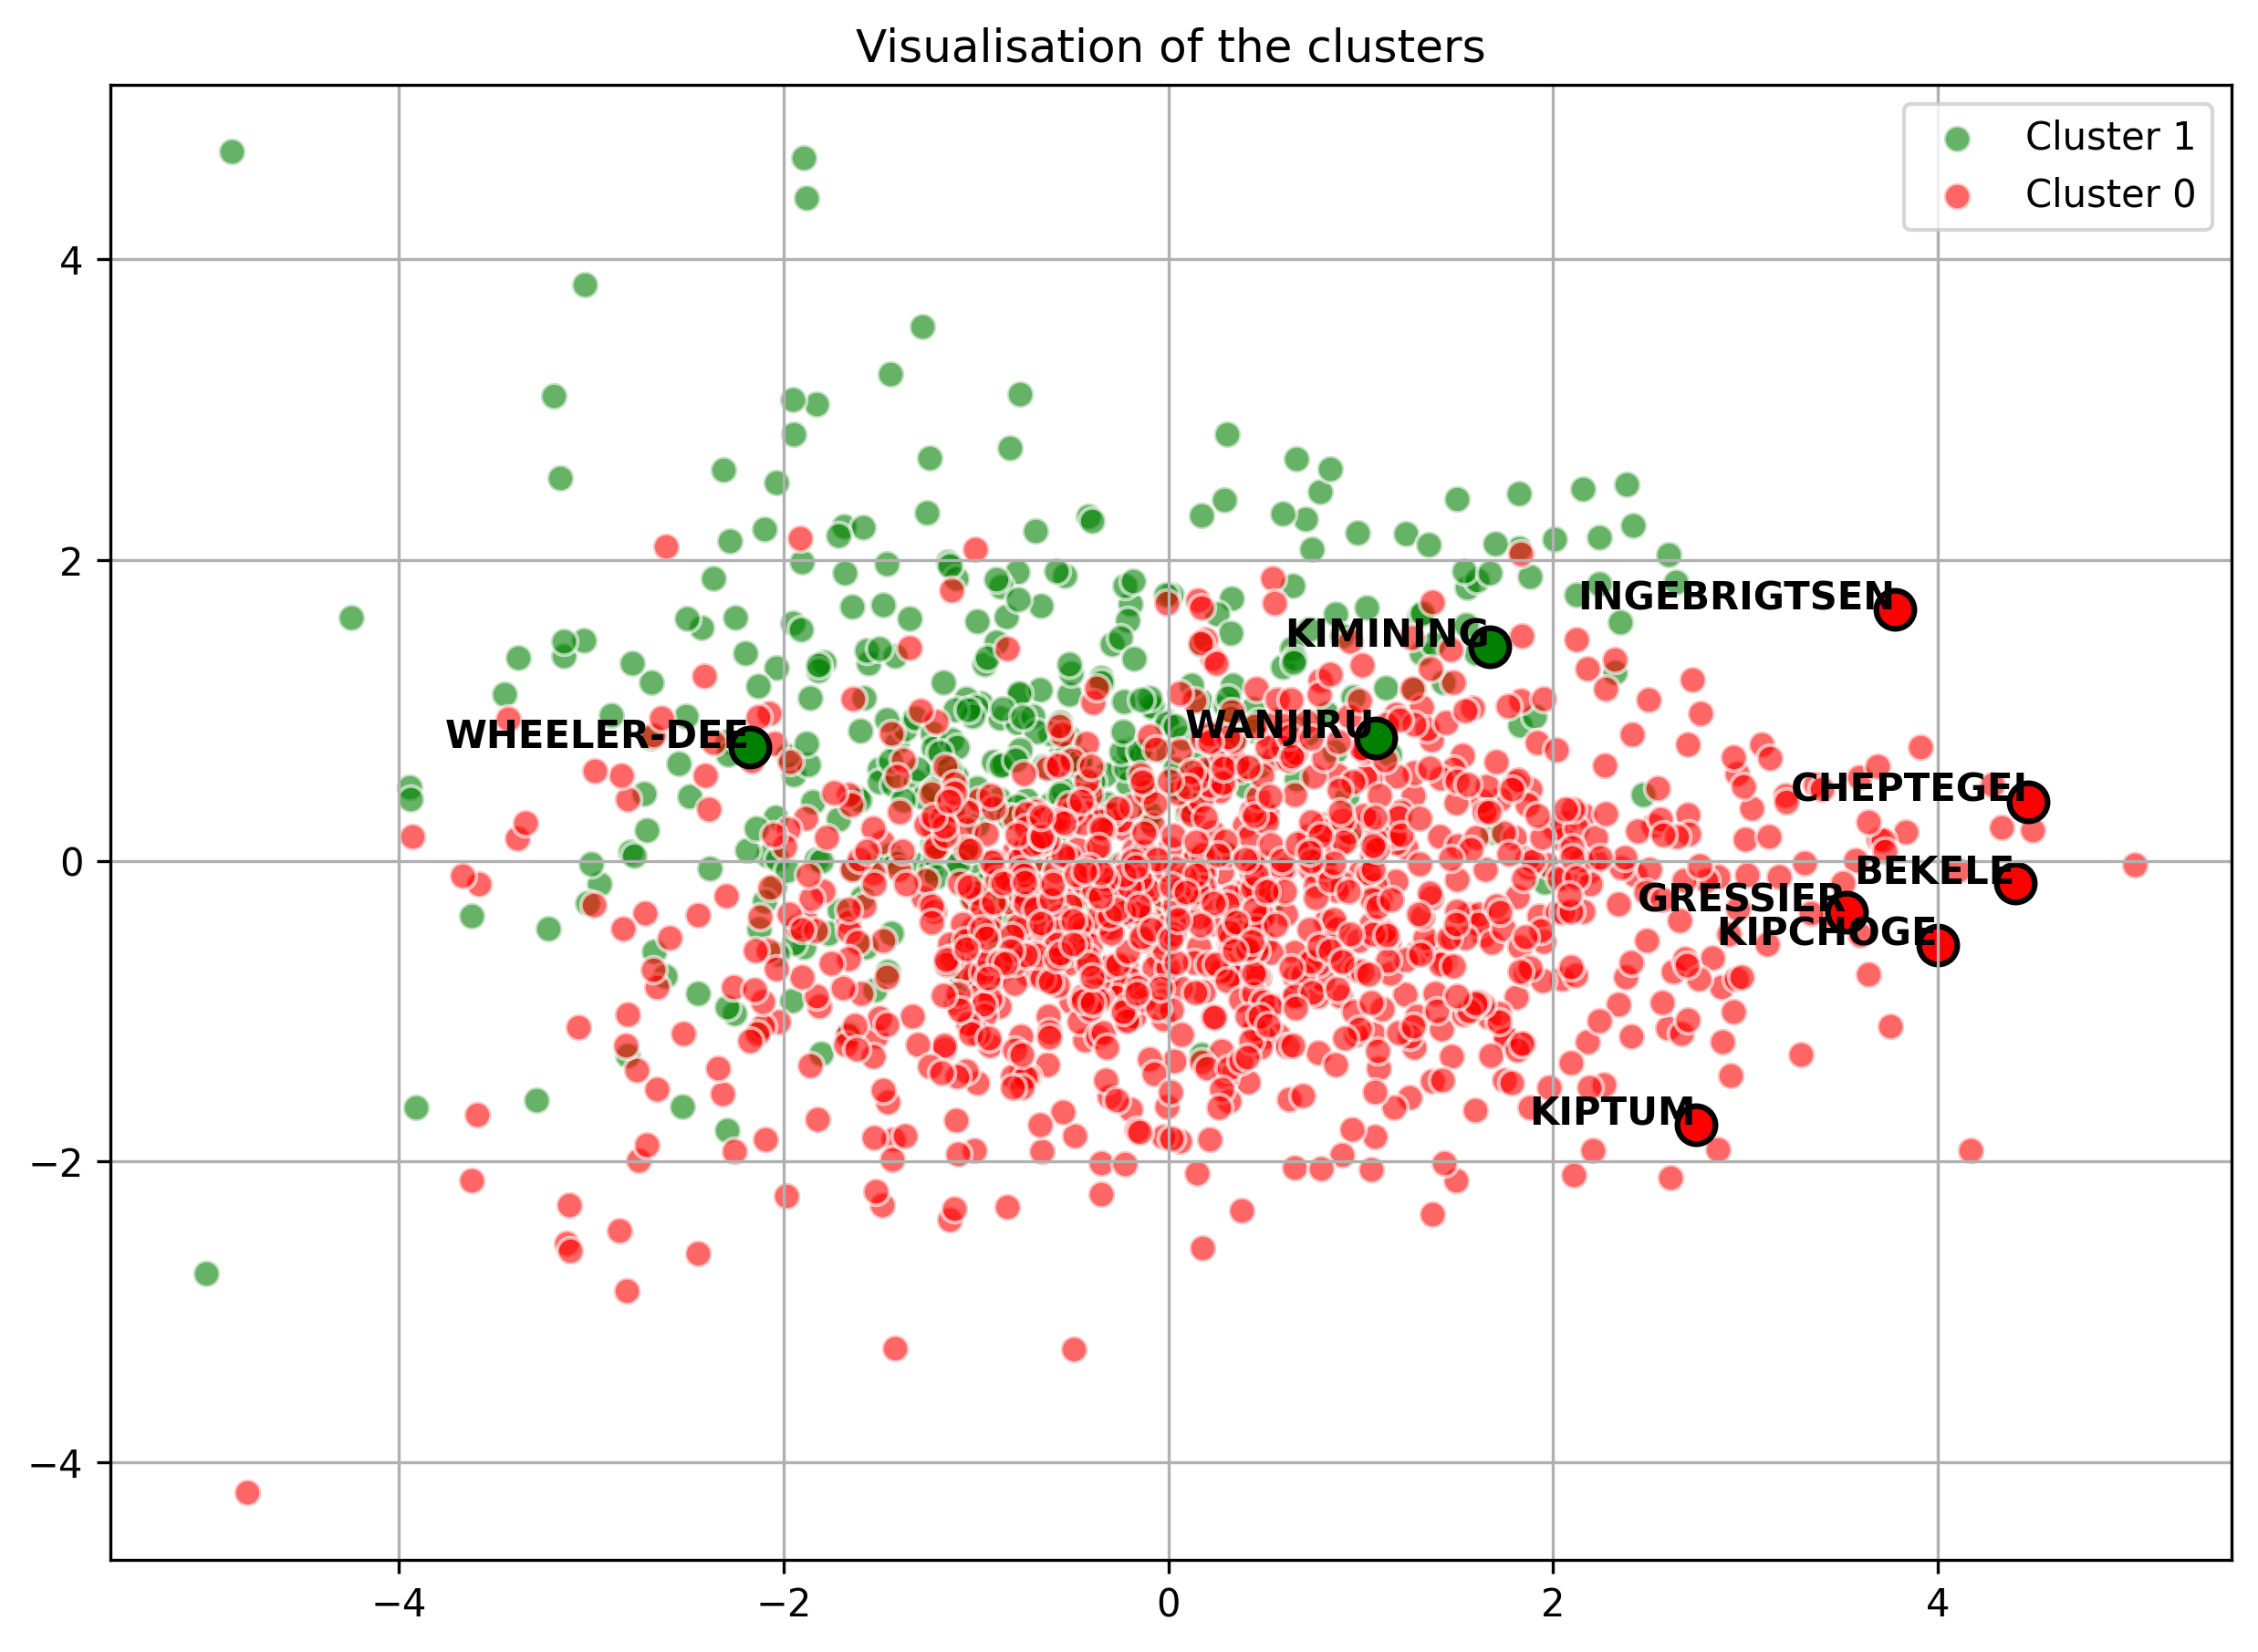 Visualisation of the clusters
Cluster 1
Cluster 0
4
2
0
−2
−4
INGEBRIGTSEN
KIMINING
WANJIRU
WHEELER-DEE
CHEPTEGEI
BEKELE
GRESSIER
KIPCHOGE
KIPTUM
−4
−2
0
2
4